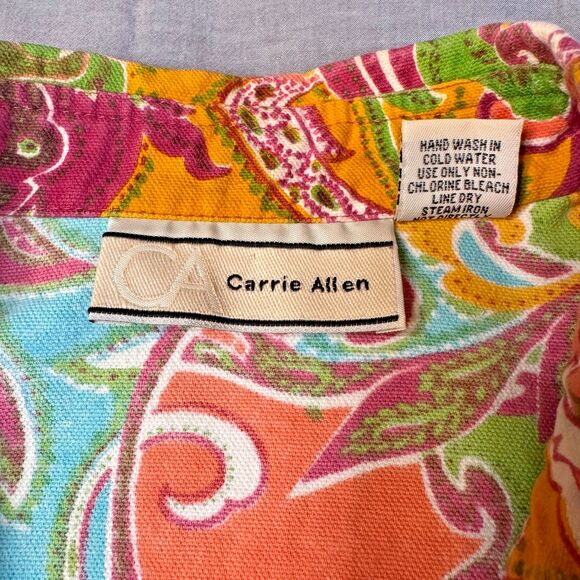 HAND WASH IN
COLD WATER
USE ONLY NON-
CHLORINE BLEACH
LINE DRY
STEAM IRON
CA Carrie Allen